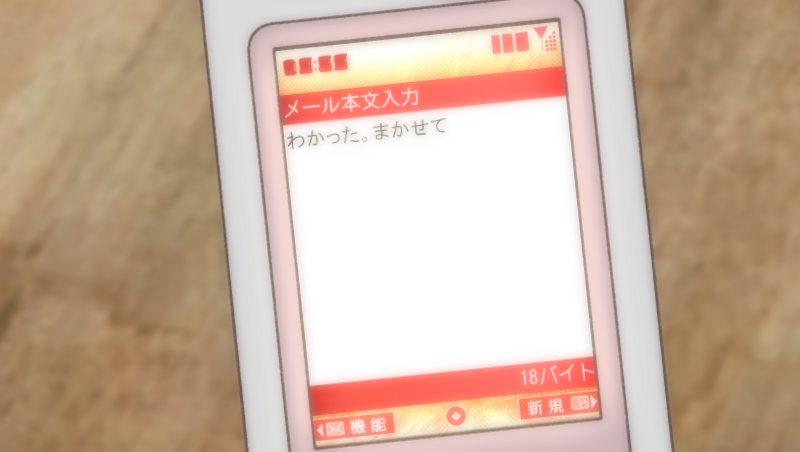 メール本文入力
わかった。まかせて
18バイト
機能
新規